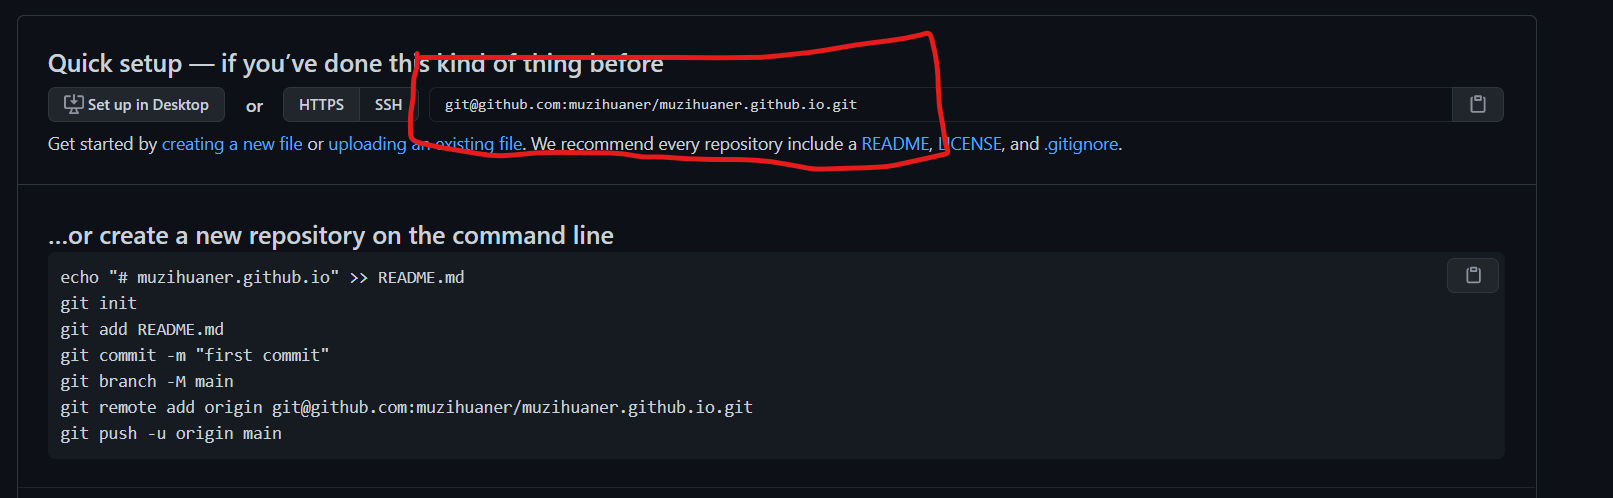 Quick setup — if you’ve done this kind of thing before
Set up in Desktop or HTTPS SSH git@github.com:muzihuaner/muzihuaner.github.io.git
Get started by creating a new file or uploading an existing file. We recommend every repository include a README, LICENSE, and .gitignore.
…or create a new repository on the command line
echo "# muzihuaner.github.io" >> README.md
git init
git add README.md
git commit -m "first commit"
git branch -M main
git remote add origin git@github.com:muzihuaner/muzihuaner.github.io.git
git push -u origin main